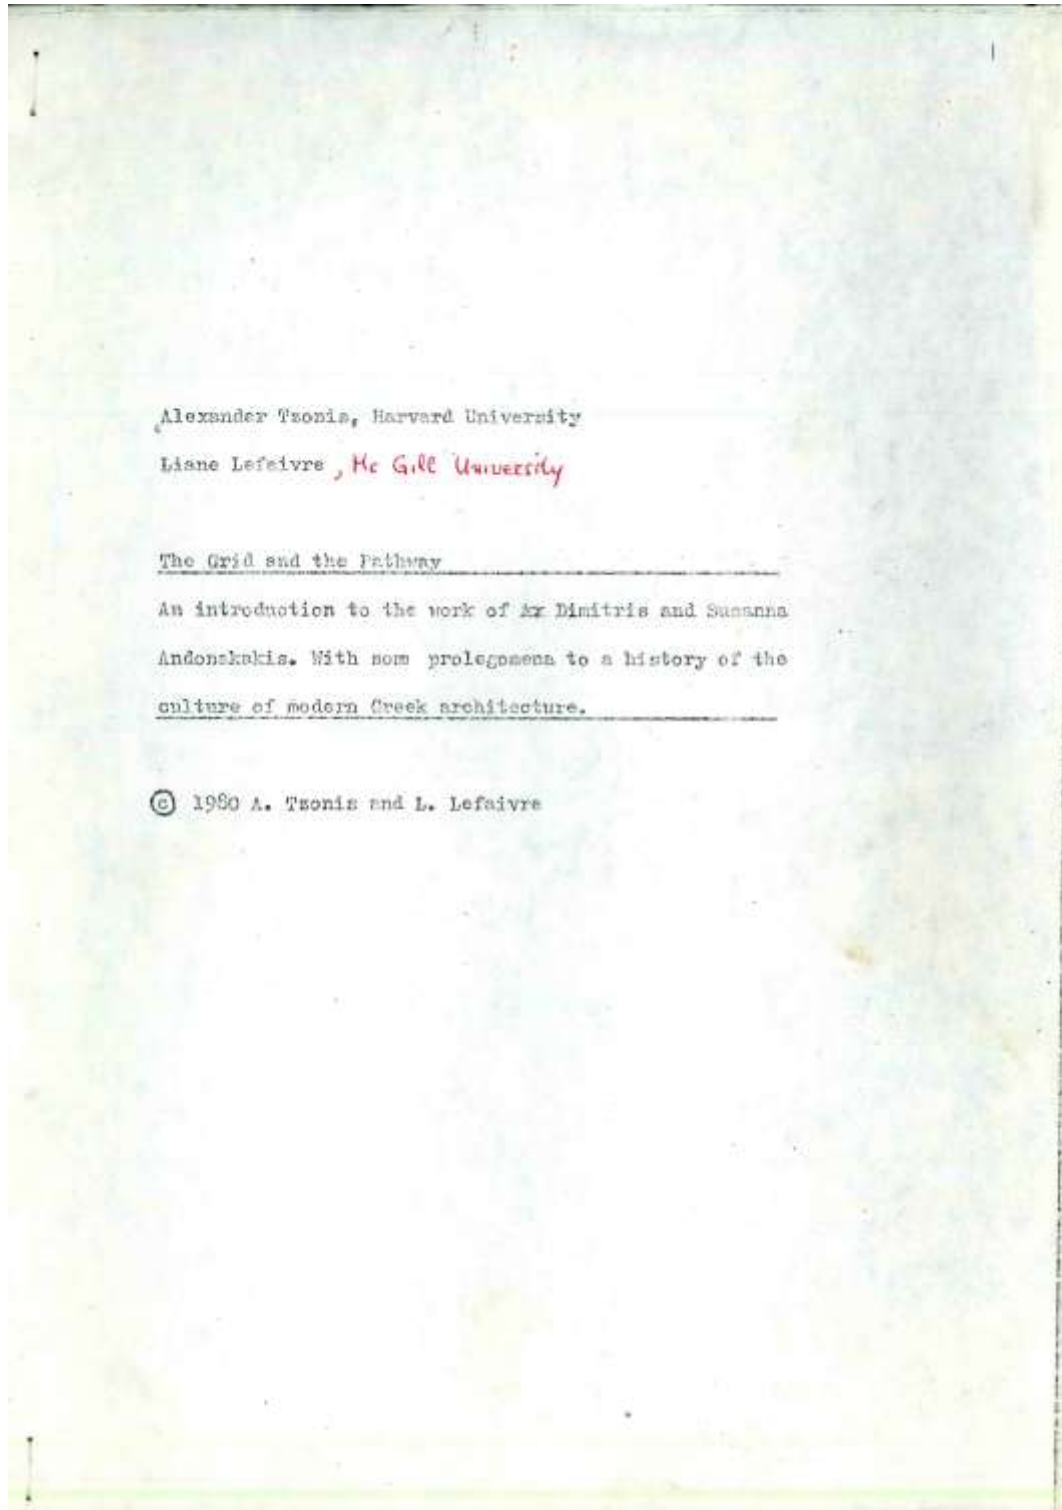 Alexander Tzonis, Harvard University
Liane Lefaivre, Mc Gill University
The Grid and the Pathway
An introduction to the work of Ax Dimitris and Susanna
Andonakakis. With som prolegomena to a history of the
culture of modern Greek architecture.
© 1980 A. Tzonis and L. Lefaivre